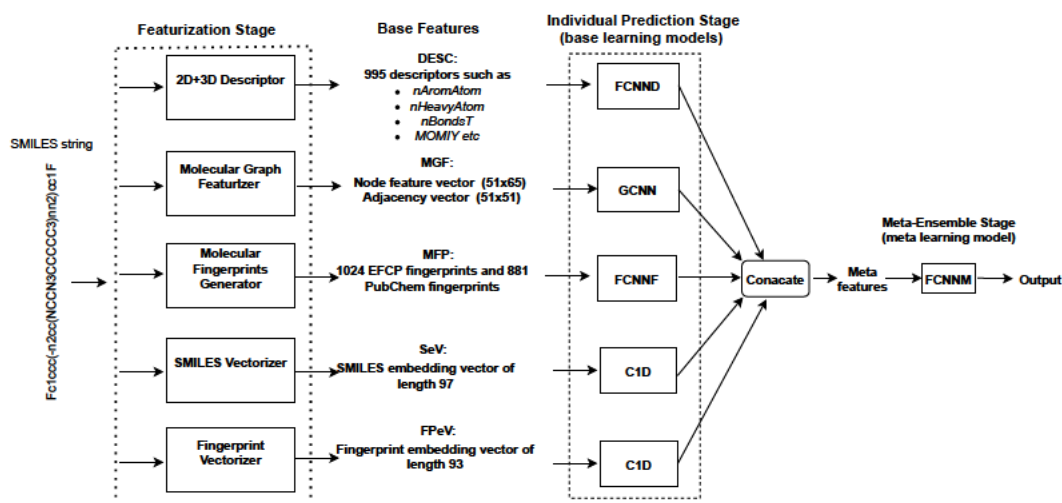 Featurization Stage
Base Features
Individual Prediction Stage
(base learning models)
SMILES string
Fc1ccc(-n2cc(NCCN3CCCCC3)nn2)cc1F
2D+3D Descriptor
DESC:
995 descriptors such as
• nAromAtom
• nHeavyAtom
• nBondsT
• MOMIY etc
FCNND
Molecular Graph
Featurizer
MGF:
Node feature vector (51x65)
Adjacency vector (51x51)
GCNN
Molecular
Fingerprints
Generator
MFP:
1024 EFCP fingerprints and 881
PubChem fingerprints
FCNNF
SMILES Vectorizer
SeV:
SMILES embedding vector of
length 97
C1D
Fingerprint
Vectorizer
FPeV:
Fingerprint embedding vector of
length 93
C1D
Conacate
Meta
features
Meta-Ensemble Stage
(meta learning model)
FCNNM
Output